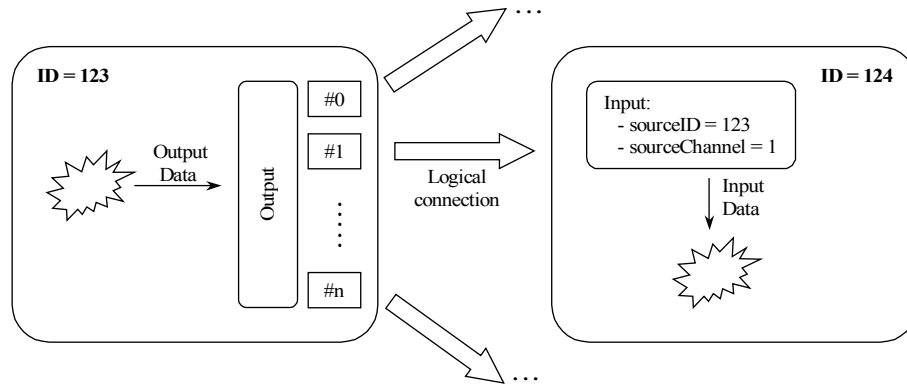 ...
ID = 123
ID = 124
#0
#1
Output
Data
Output
. . . . .
#n
Logical
connection
Input:
- sourceID = 123
- sourceChannel = 1
Input
Data
...